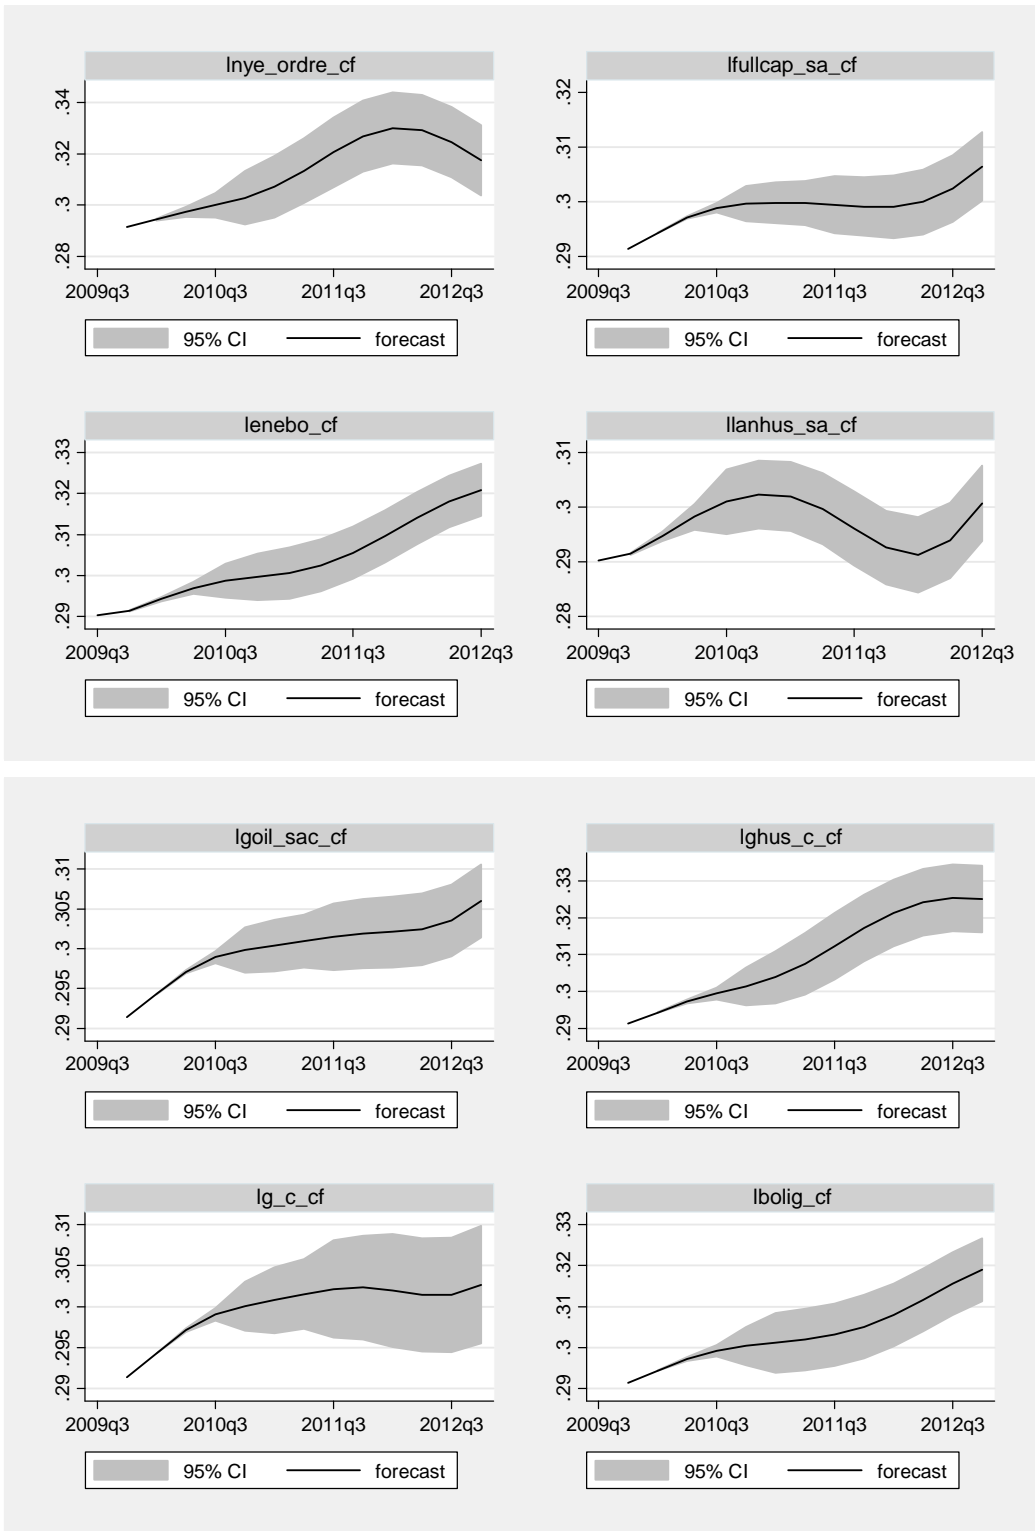 lnye_ordre_cf
.28 .3 .32 .34
2009q3 2010q3 2011q3 2012q3
95% CI forecast
lfullcap_sa_cf
.29 .3 .31 .32
2009q3 2010q3 2011q3 2012q3
95% CI forecast
lenebo_cf
.29 .3 .31 .32 .33
2009q3 2010q3 2011q3 2012q3
95% CI forecast
llanhus_sa_cf
.28 .29 .3 .31
2009q3 2010q3 2011q3 2012q3
95% CI forecast
lgoil_sac_cf
.29 .295 .3 .305 .31
2009q3 2010q3 2011q3 2012q3
95% CI forecast
lghus_c_cf
.29 .3 .31 .32 .33
2009q3 2010q3 2011q3 2012q3
95% CI forecast
lg_c_cf
.29 .295 .3 .305 .31
2009q3 2010q3 2011q3 2012q3
95% CI forecast
lbolig_cf
.29 .3 .31 .32 .33
2009q3 2010q3 2011q3 2012q3
95% CI forecast